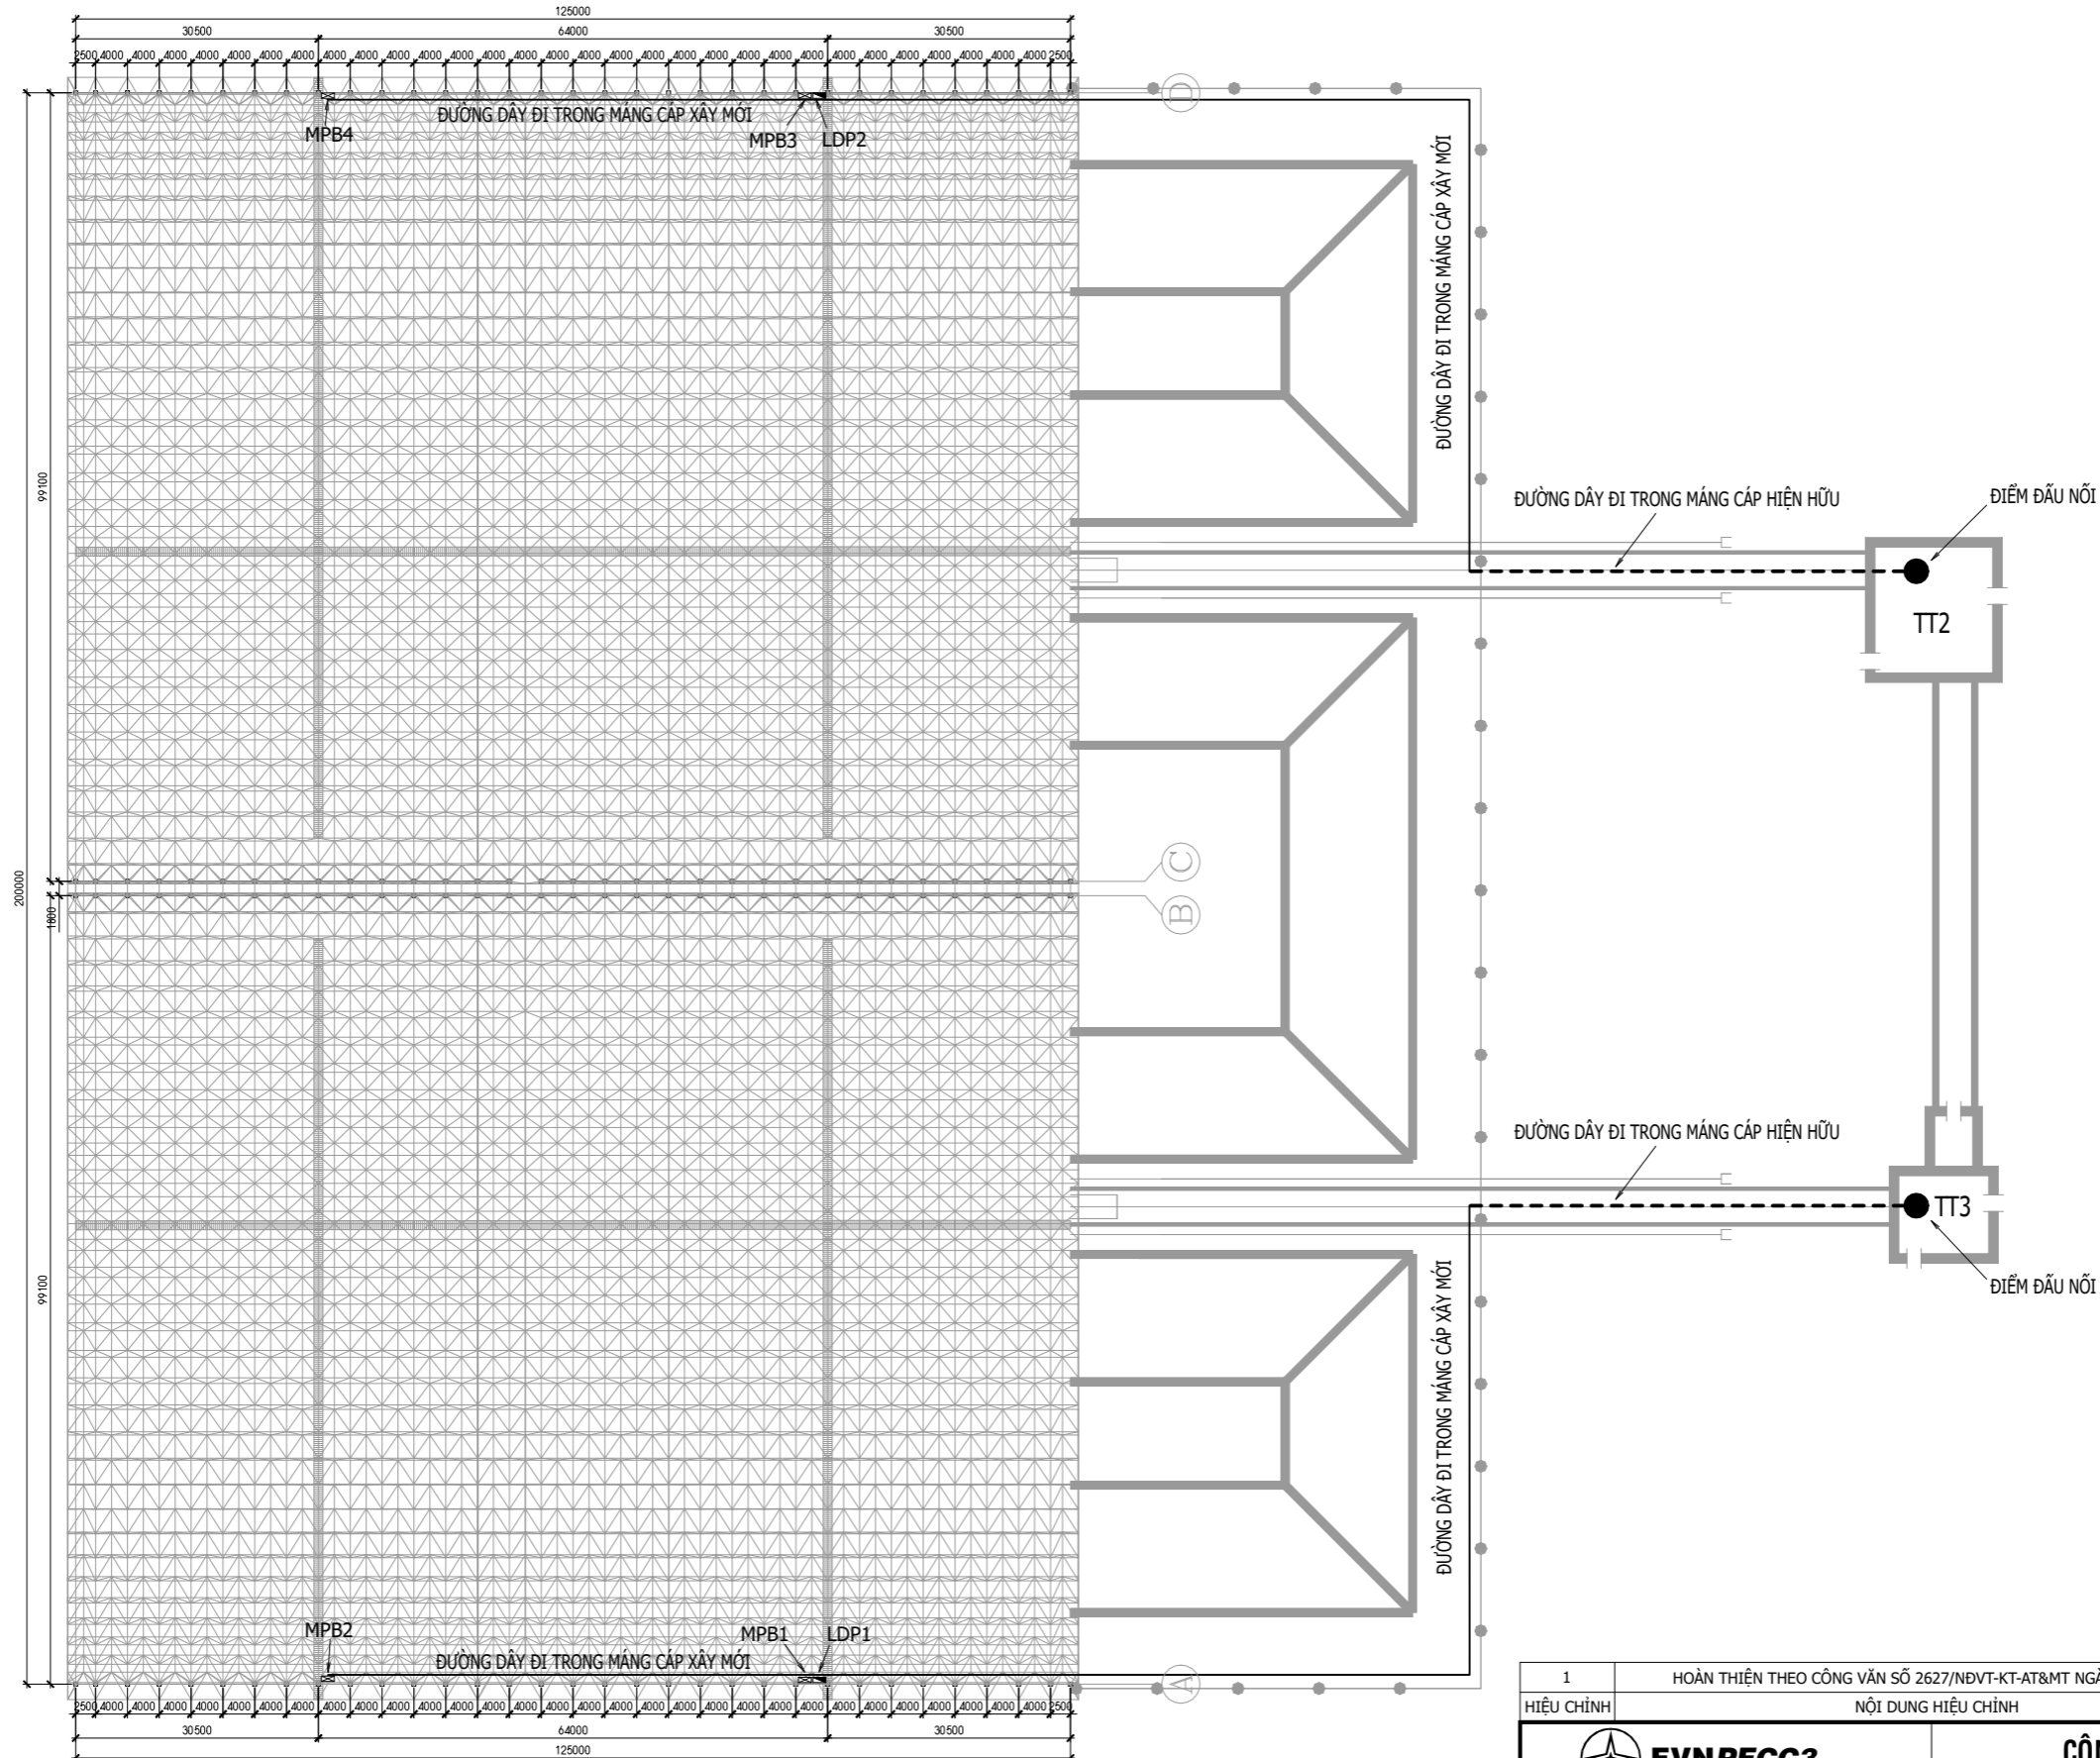 125000
30500 64000 30500
2500 4000 4000 4000 4000 4000 4000 4000 4000 4000 4000 4000 4000 4000 4000 4000 4000 4000 4000 4000 4000 4000 4000 4000 4000 4000 4000 4000 4000 4000 4000 2500
D
ĐƯỜNG DÂY ĐI TRONG MÁNG CÁP XÂY MỚI
MPB4
MPB3
LDP2
ĐƯỜNG DÂY ĐI TRONG MÁNG CÁP XÂY MỚI
99100
ĐƯỜNG DÂY ĐI TRONG MÁNG CÁP HIỆN HỮU
ĐIỂM ĐẤU NỐI
TT2
C
200000
1800
B
ĐƯỜNG DÂY ĐI TRONG MÁNG CÁP HIỆN HỮU
TT3
ĐIỂM ĐẤU NỐI
99100
ĐƯỜNG DÂY ĐI TRONG MÁNG CÁP XÂY MỚI
MPB2
MPB1
LDP1
ĐƯỜNG DÂY ĐI TRONG MÁNG CÁP XÂY MỚI
A
2500 4000 4000 4000 4000 4000 4000 4000 4000 4000 4000 4000 4000 4000 4000 4000 4000 4000 4000 4000 4000 4000 4000 4000 4000 4000 4000 4000 4000 4000 4000 2500
30500 64000 30500
125000
1 HOÀN THIỆN THEO CÔNG VĂN SỐ 2627/NĐVT-KT-AT&MT
HIỆU CHỈNH NỘI DUNG HIỆU CHỈNH
EVNPECC3